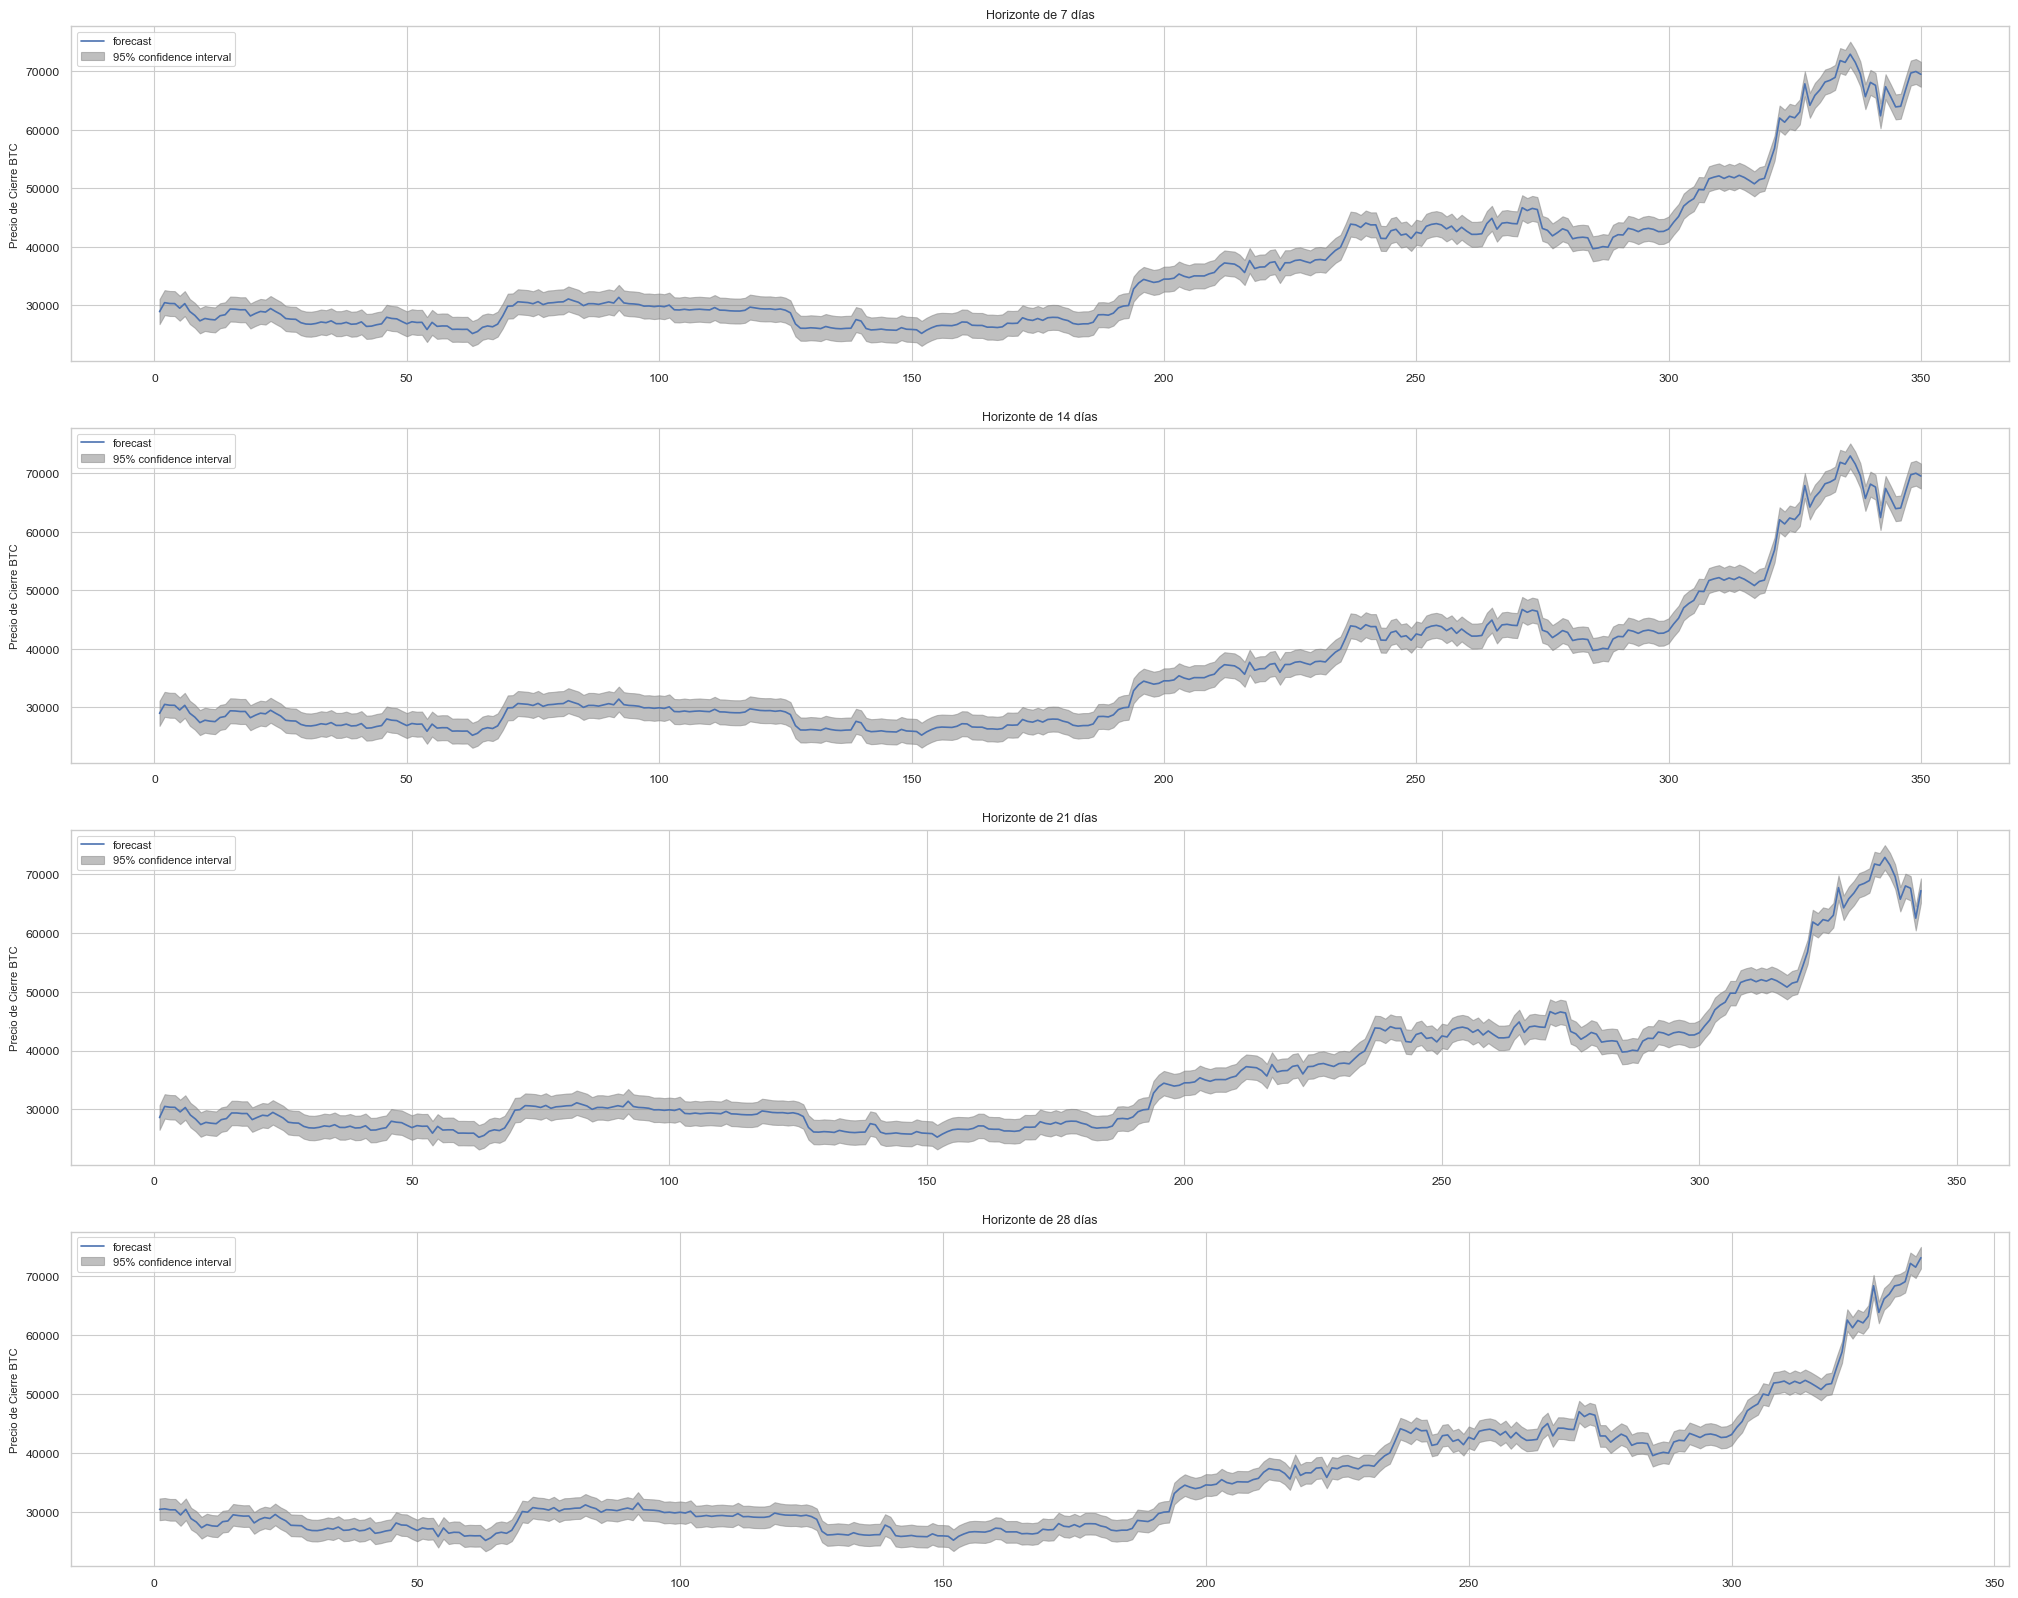 Horizonte de 7 días
forecast
95% confidence interval
Precio de Cierre BTC
70000
60000
50000
40000
30000
0 50 100 150 200 250 300 350
Horizonte de 14 días
forecast
95% confidence interval
Precio de Cierre BTC
70000
60000
50000
40000
30000
0 50 100 150 200 250 300 350
Horizonte de 21 días
forecast
95% confidence interval
Precio de Cierre BTC
70000
60000
50000
40000
30000
0 50 100 150 200 250 300 350
Horizonte de 28 días
forecast
95% confidence interval
Precio de Cierre BTC
70000
60000
50000
40000
30000
0 50 100 150 200 250 300 350